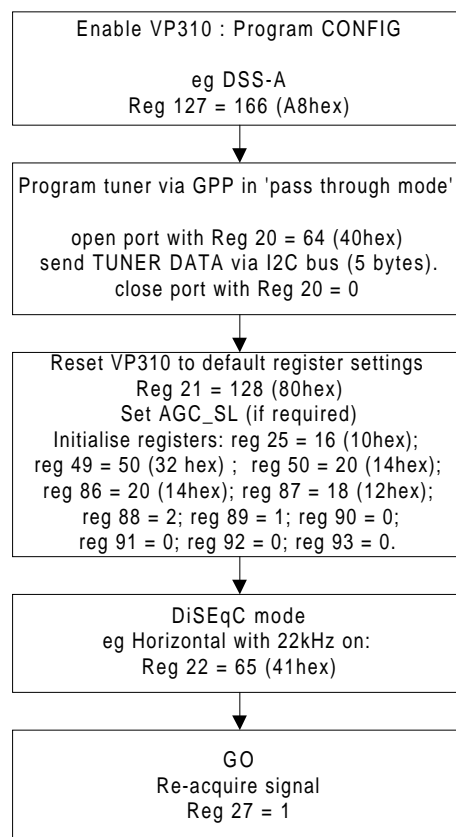 Enable VP310 : Program CONFIG
eg DSS-A
Reg 127 = 166 (A8hex)
Program tuner via GPP in 'pass through mode'
open port with Reg 20 = 64 (40hex)
send TUNER DATA via I2C bus (5 bytes).
close port with Reg 20 = 0
Reset VP310 to default register settings
Reg 21 = 128 (80hex)
Set AGC_SL (if required)
Initialise registers: reg 25 = 16 (10hex);
reg 49 = 50 (32 hex) ; reg 50 = 20 (14hex);
reg 86 = 20 (14hex); reg 87 = 18 (12hex);
reg 88 = 2; reg 89 = 1; reg 90 = 0;
reg 91 = 0; reg 92 = 0; reg 93 = 0.
DiSEqC mode
eg Horizontal with 22kHz on:
Reg 22 = 65 (41hex)
GO
Re-acquire signal
Reg 27 = 1